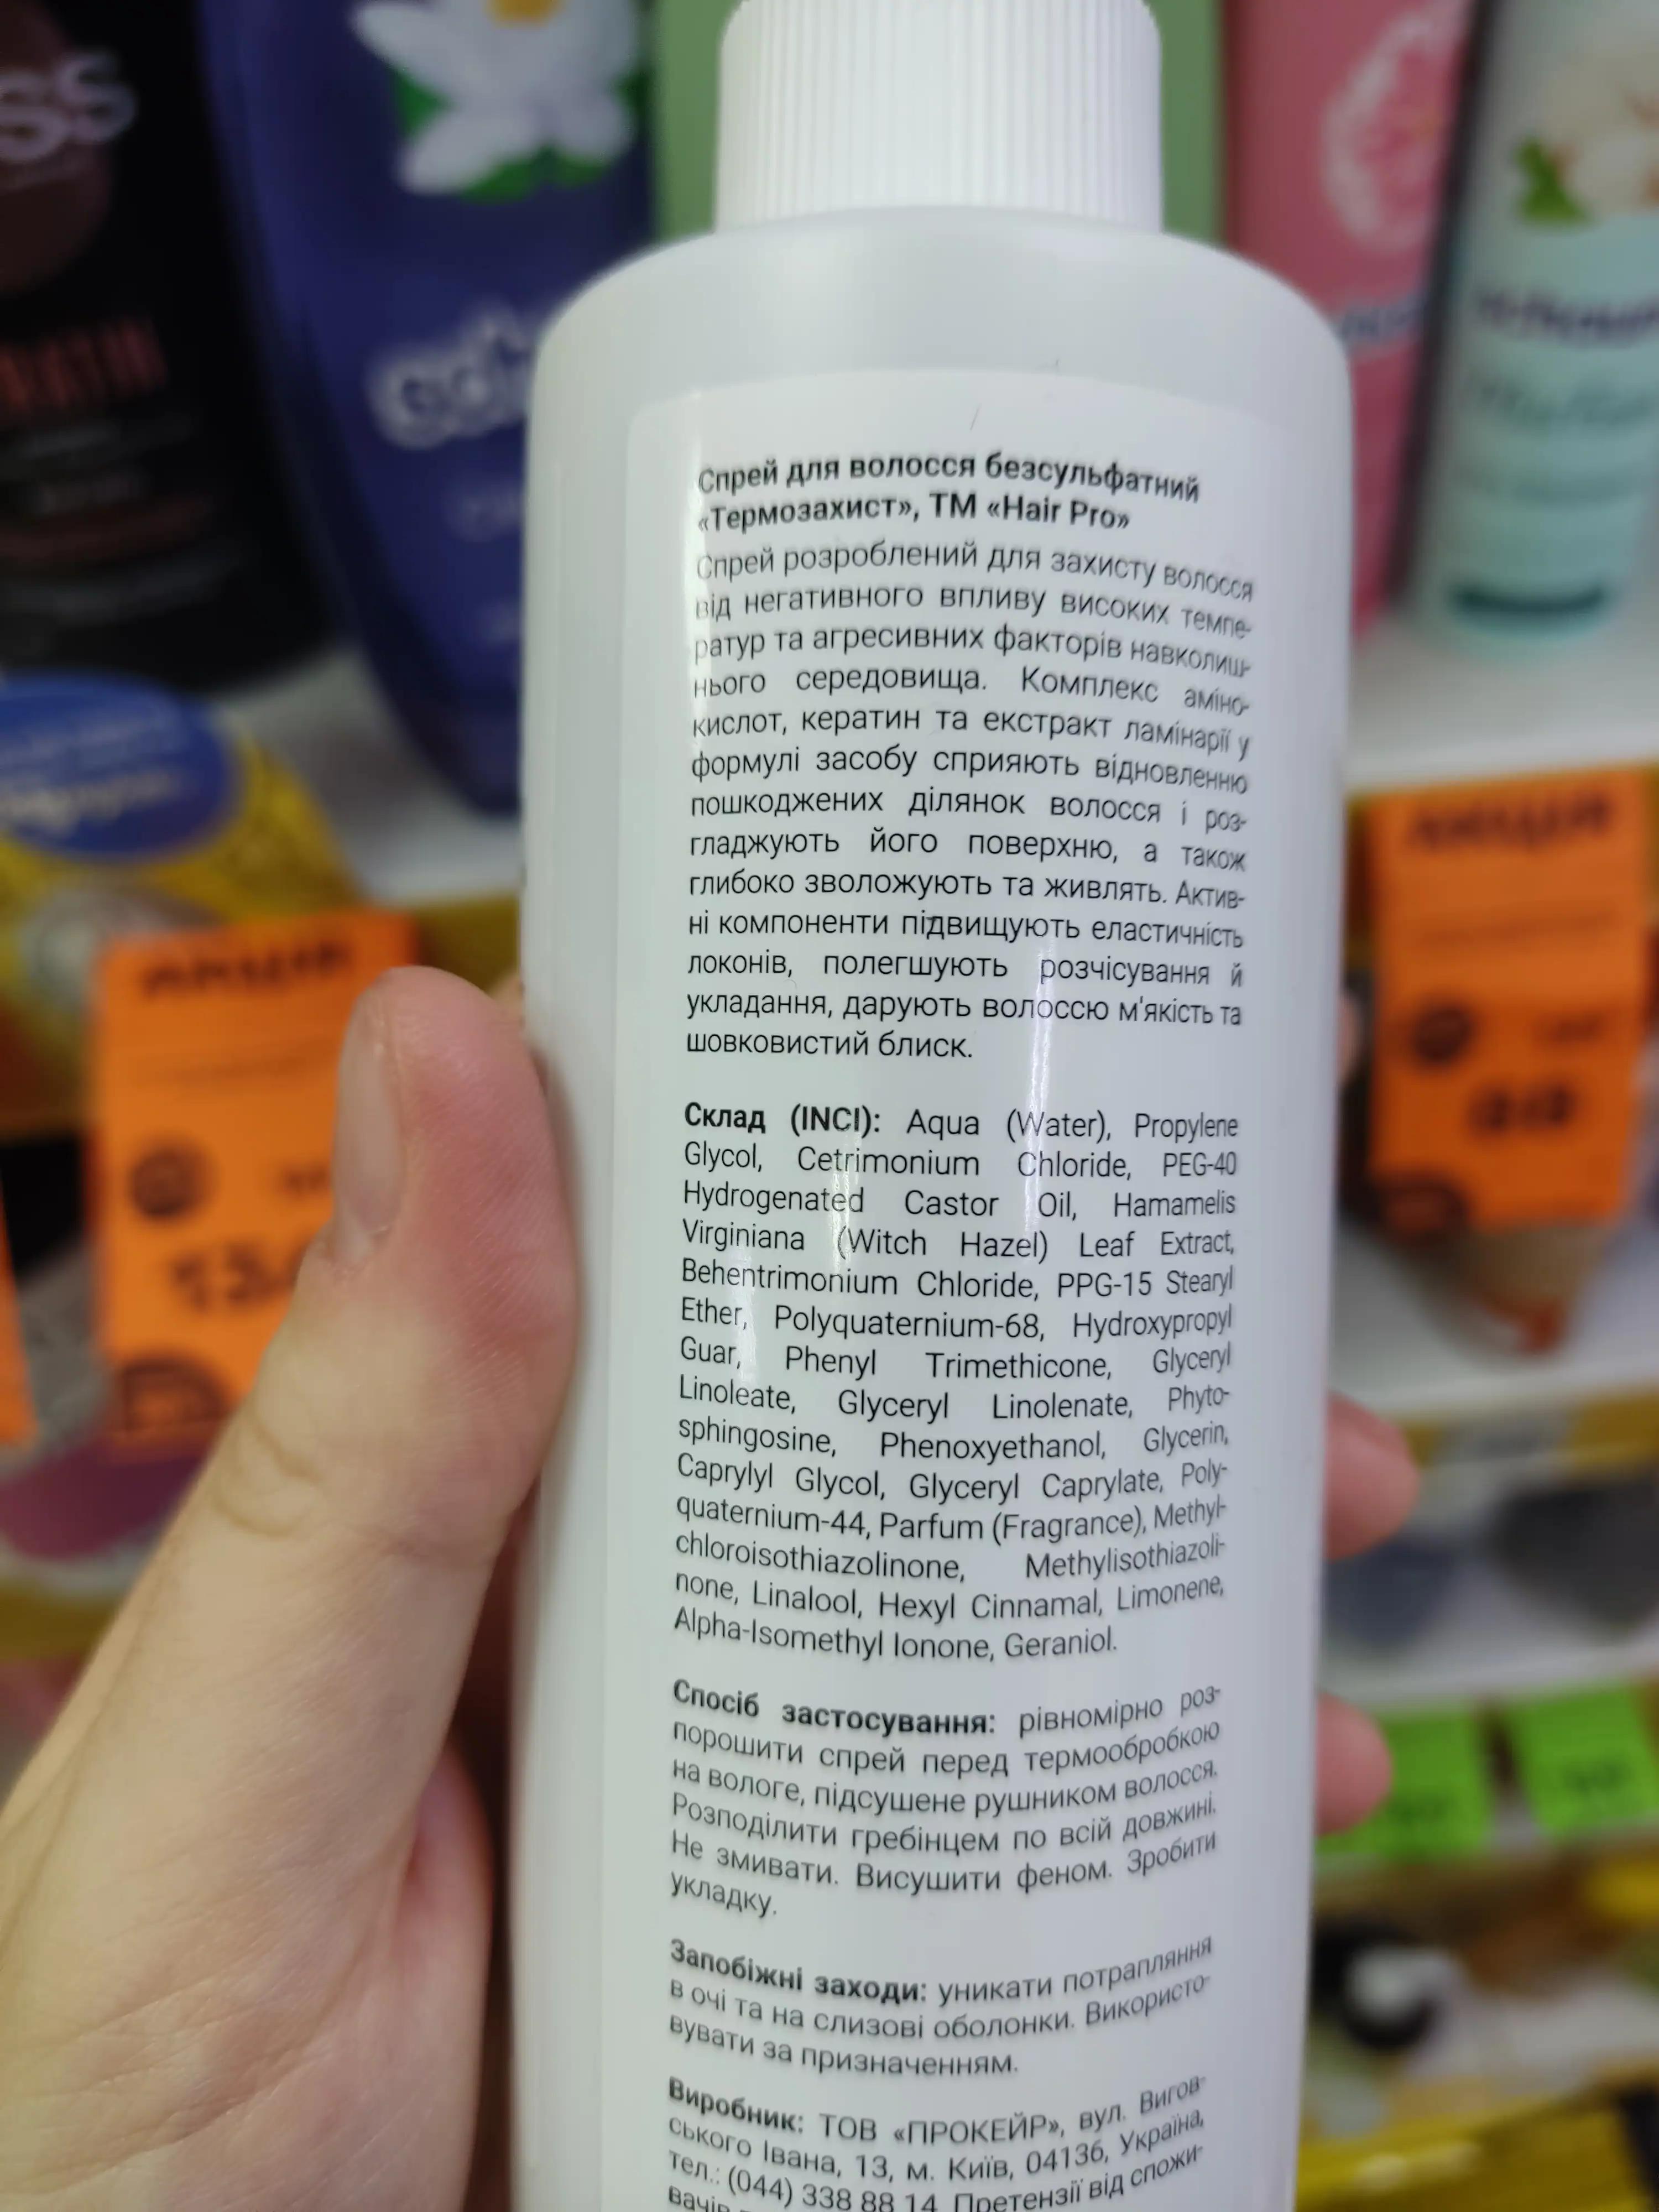 Спрей для волосся безсульфатний
«Термозахист», ТМ «Hair Pro»
Спрей розроблений для захисту волосся
від негативного впливу високих темпе-
ратур та агресивних факторів навколиш-
нього середовища. Комплекс аміно-
кислот, кератин та екстракт ламінарії у
формулі засобу сприяють відновленню
пошкоджених ділянок волосся і роз-
гладжують його поверхню, а також
глибоко зволожують та живлять. Актив-
ні компоненти підвищують еластичність
локонів, полегшують розчісування й
укладання, дарують волоссю м'якість та
шовковистий блиск.
Склад (INCI): Aqua (Water), Propylene
Glycol, Cetrimonium Chloride, PEG-40
Hydrogenated Castor Oil, Hamamelis
Virginiana (Witch Hazel) Leaf Extract,
Behentrimonium Chloride, PPG-15 Stearyl
Ether, Polyquaternium-68, Hydroxypropyl
Guar, Phenyl Trimethicone, Glyceryl
Linoleate, Glyceryl Linolenate, Phyto-
sphingosine, Phenoxyethanol, Glycerin,
Caprylyl Glycol, Glyceryl Caprylate, Poly-
quaternium-44, Parfum (Fragrance), Methyl-
chloroisothiazolinone, Methylisothiazoli-
none, Linalool, Hexyl Cinnamal, Limonene,
Alpha-Isomethyl Ionone, Geraniol.
Спосіб застосування: рівномірно роз-
порошити спрей перед термообробкою
на вологе, підсушене рушником волосся.
Розподілити гребінцем по всій довжині.
Не змивати. Висушити феном. Зробити
укладку.
Запобіжні заходи: уникати потрапляння
в очі та на слизові оболонки. Використо-
вувати за призначенням.
Виробник: ТОВ «ПРОКЕЙР», вул. Вигов-
ського Івана, 13, м. Київ, 04136, Україна,
тел.: (044) 338 88 14. Претензії від спожи-